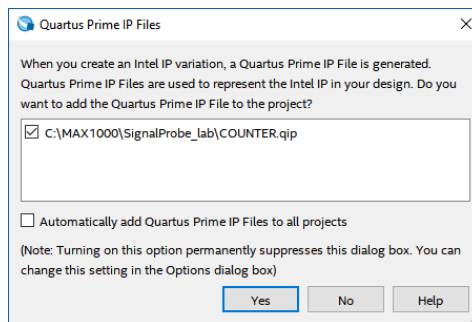 Quartus Prime IP Files
When you create an Intel IP variation, a Quartus Prime IP File is generated.
Quartus Prime IP Files are used to represent the Intel IP in your design. Do you
want to add the Quartus Prime IP File to the project?
C:\MAX1000\SignalProbe_lab\COUNTER.qip
Automatically add Quartus Prime IP Files to all projects
(Note: Turning on this option permanently suppresses this dialog box. You can
change this setting in the Options dialog box)
Yes No Help